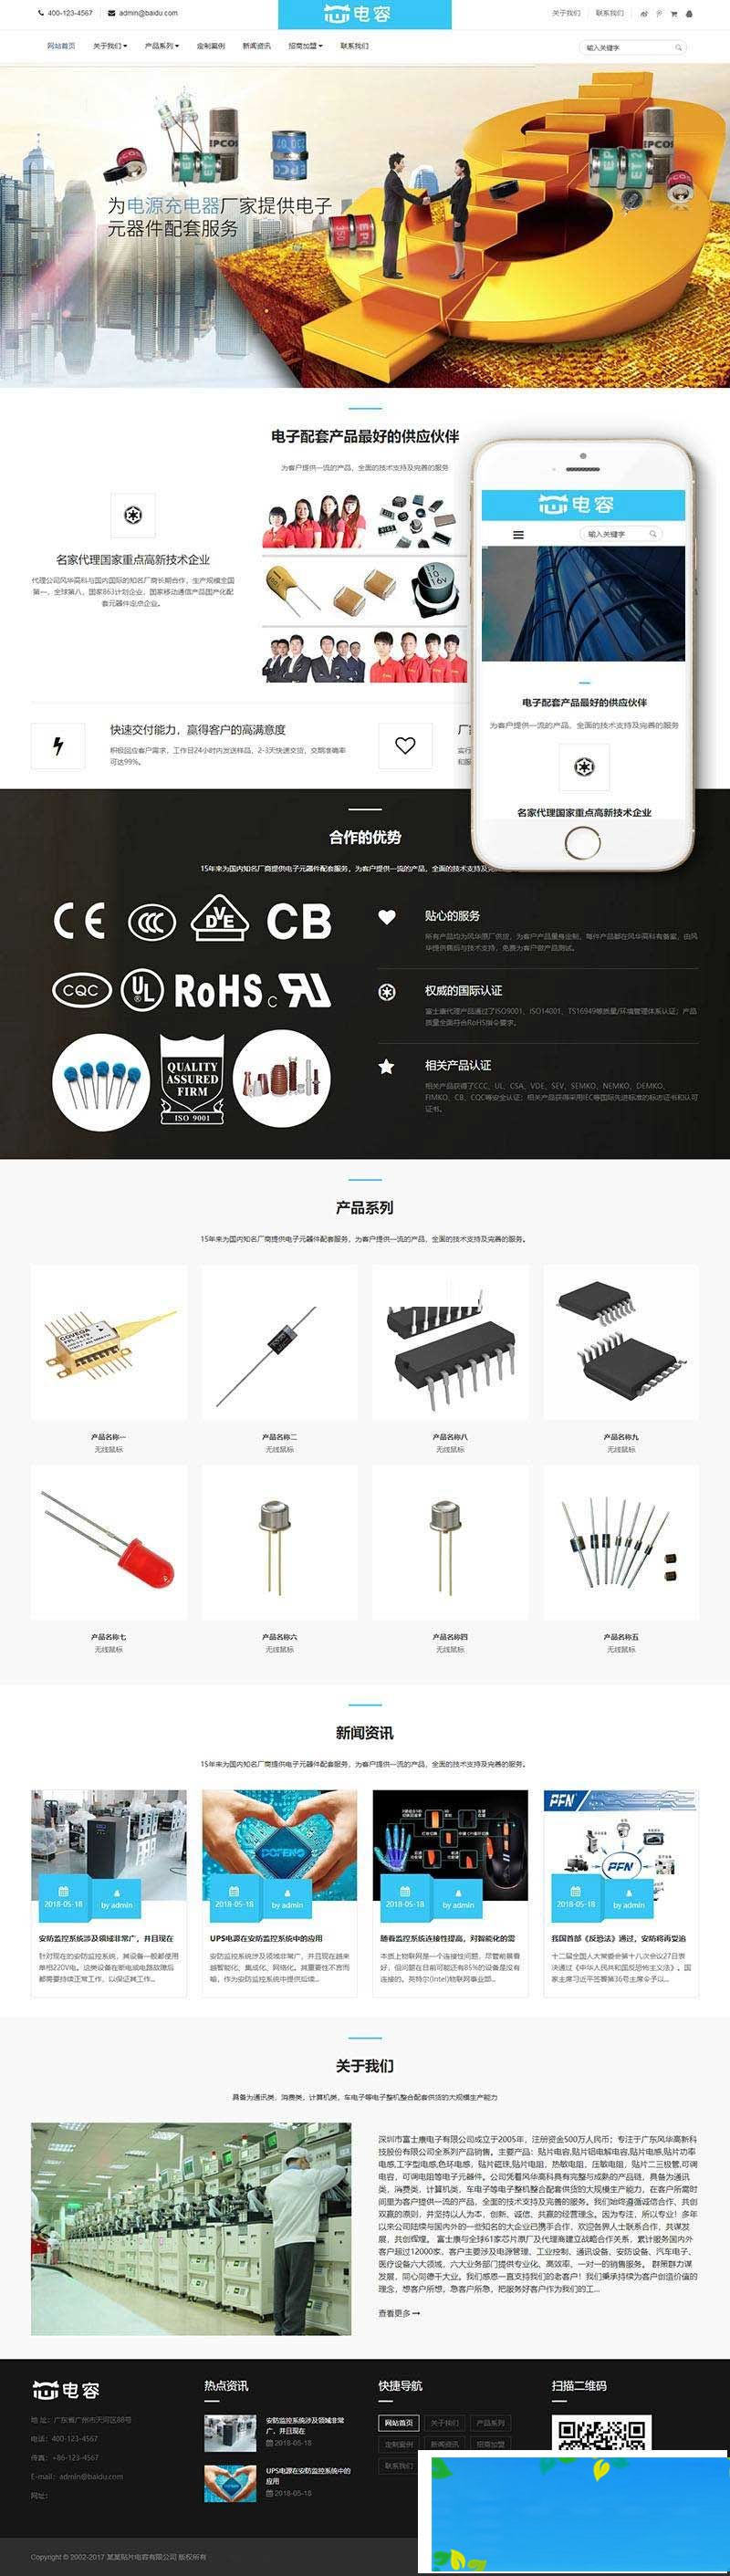 400-123-4567
admin@baidu.com
电容
关于我们
联系我们
网站首页
关于我们
产品系列
定制案例
新闻资讯
招商加盟
联系我们
输入关键字
为电源充电器厂家提供电子
元器件配套服务
电子配套产品最好的供应伙伴
为客户提供一流的产品，全面的技术支持及完善的服务
名家代理国家重点高新技术企业
代理公司风华高科与国内国际的知名厂商长期合作，生产规模全国
第一，全球第八，国家863计划企业，国家移动通信产品国产化配
套元器件定点企业。
快速交付能力，赢得客户的高满意度
积极回应客户需求，工作日24小时内发送样品，2-3天快速交货，交期准确率
可达99%。
电容
输入关键字
电子配套产品最好的供应伙伴
为客户提供一流的产品，全面的技术支持及完善的服务
名家代理国家重点高新技术企业
合作的优势
15年来为国内知名厂商提供电子元器件配套服务，为客户提供一流的产品，全面的技术支持及
CE
CCC
VDE
CB
CQC
UL
RoHS
QUALITY
ASSURED
FIRM
ISO 9001
贴心的服务
所有产品均为风华原厂供货，为客户产品量身定制，每件产品都在风华高科有备案，由风
华提供售后与技术支持，免费为客户做产品测试。
权威的国际认证
富士康代理产品通过了ISO9001、ISO14001、TS16949等质量/环境管理体系认证；产品
质量全面符合RoHS指令要求。
相关产品认证
相关产品获得了CCC、UL、CSA、VDE、SEV、SEMKO、NEMKO、DEMKO、
FIMKO、CB、CQC等安全认证；相关产品获得采用IEC等国际先进标准的标志证书和认可
证书。
产品系列
15年来为国内知名厂商提供电子元器件配套服务，为客户提供一流的产品，全面的技术支持及完善的服务。
产品名称一
无线鼠标
产品名称二
无线鼠标
产品名称八
无线鼠标
产品名称九
无线鼠标
产品名称七
无线鼠标
产品名称六
无线鼠标
产品名称四
无线鼠标
产品名称五
无线鼠标
新闻资讯
15年来为国内知名厂商提供电子元器件配套服务，为客户提供一流的产品，全面的技术支持及完善的服务。
2018-05-18
by admin
安防监控系统涉及领域非常广，并且现在
针对现在的安防监控系统，其设备一般都使用
单相220V电。这类设备在断电或电路故障后
都需要持续正常工作，以保证其工作...
DOFENG
2018-05-18
by admin
UPS电源在安防监控系统中的应用
安防监控系统涉及领域非常广，并且现在越来
越智能化、集成化、网络化。其重要性不言而
喻，作为安防监控系统中提供后续...
2018-05-18
by admin
随着监控系统连接性提高，对智能化的需
本质上物联网是一个连接性问题，尽管前景看
好，但问题在目前可能还有85%的设备是没有
连接的。英特尔(Intel)物联网事业部...
PFN
PFN
2018-05-18
by admin
我国首部《反恐法》通过，安防将再受追
十二届全国人大常委会第十八次会议27日表
决通过《中华人民共和国反恐怖主义法》。国
家主席习近平签署第36号主席令予以...
关于我们
具备为通讯类，消费类，计算机类，车电子等电子整机整合配套供货的大规模生产能力
深圳市富士康电子有限公司成立于2005年，注册资金500万人民币；专注于广东风华高新科
技股份有限公司全系列产品销售。主要产品：贴片电容,贴片铝电解电容,贴片电感,贴片功率
电感,工字型电感,色环电感，贴片磁珠,贴片电阻，热敏电阻，压敏电阻，贴片二三极管,可调
电容，可调电阻等电子元器件。公司凭着风华高科具有完整与成熟的产品链，具备为通讯
类，消费类，计算机类，车电子等电子整机整合配套供货的大规模生产能力，在客户所需时
间里为客户提供一流的产品，全面的技术支持及完善的服务。我们始终遵循诚信合作、共创
双赢的原则，并坚持以人为本，创新、诚信、共赢的经营理念。因为专注，所以专业！多年
以来公司陆续与国内外的一些知名的大企业已携手合作，欢迎各界人士联系合作，共谋发
展，共创辉煌。 富士康与全球61家芯片原厂及代理商建立战略合作关系，累计服务国内外
客户超过12000家，客户主要涉及电源管理、工业控制、通讯设备、安防设备、汽车电子、
医疗设备六大领域，六大业务部门提供专业化、高效率，一对一的销售服务。 群策群力谋
发展，同心同德干大业。我们感恩一直支持我们的老客户！我们秉承持续为客户创造价值的
理念，想客户所想，急客户所急，把服务好客户作为我们的工...
查看更多
电容
地 址：广东省广州市天河区88号
电话：400-123-4567
传真：+86-123-4567
E-mail：admin@baidu.com
网址：
热点资讯
安防监控系统涉及领域非常
广，并且现在
2018-05-18
UPS电源在安防监控系统中的
应用
2018-05-18
快捷导航
网站首页
关于我们
产品系列
定制案例
新闻资讯
招商加盟
联系我们
扫描二维码
Copyright © 2002-2017 某某贴片电容有限公司 版权所有